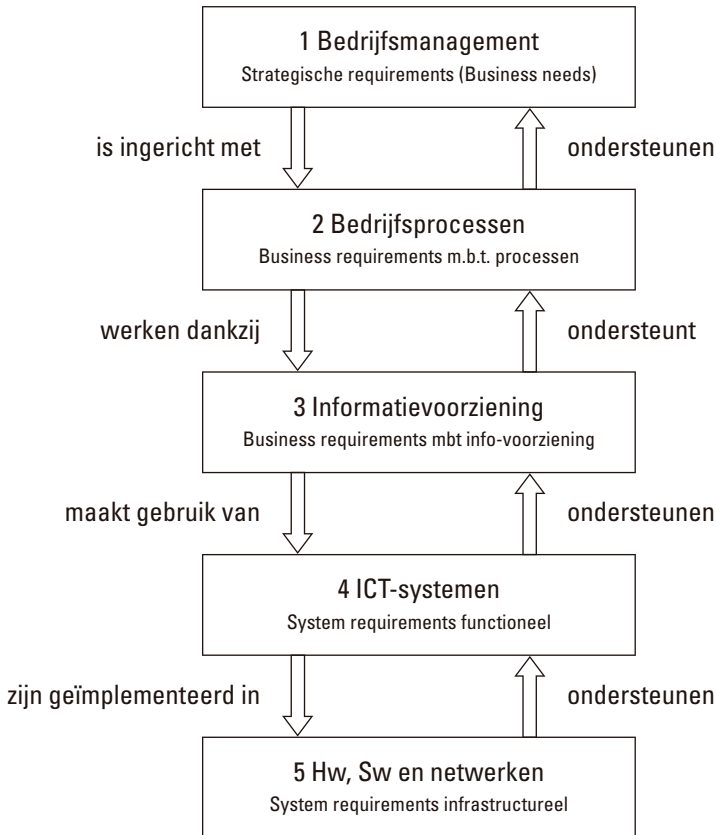 1 Bedrijfsmanagement
Strategische requirements (Business needs)
is ingericht met
ondersteunen
2 Bedrijfsprocessen
Business requirements m.b.t. processen
werken dankzij
ondersteunt
3 Informatievoorziening
Business requirements mbt info-voorziening
maakt gebruik van
ondersteunen
4 ICT-systemen
System requirements functioneel
zijn geïmplementeerd in
ondersteunen
5 Hw, Sw en netwerken
System requirements infrastructureel